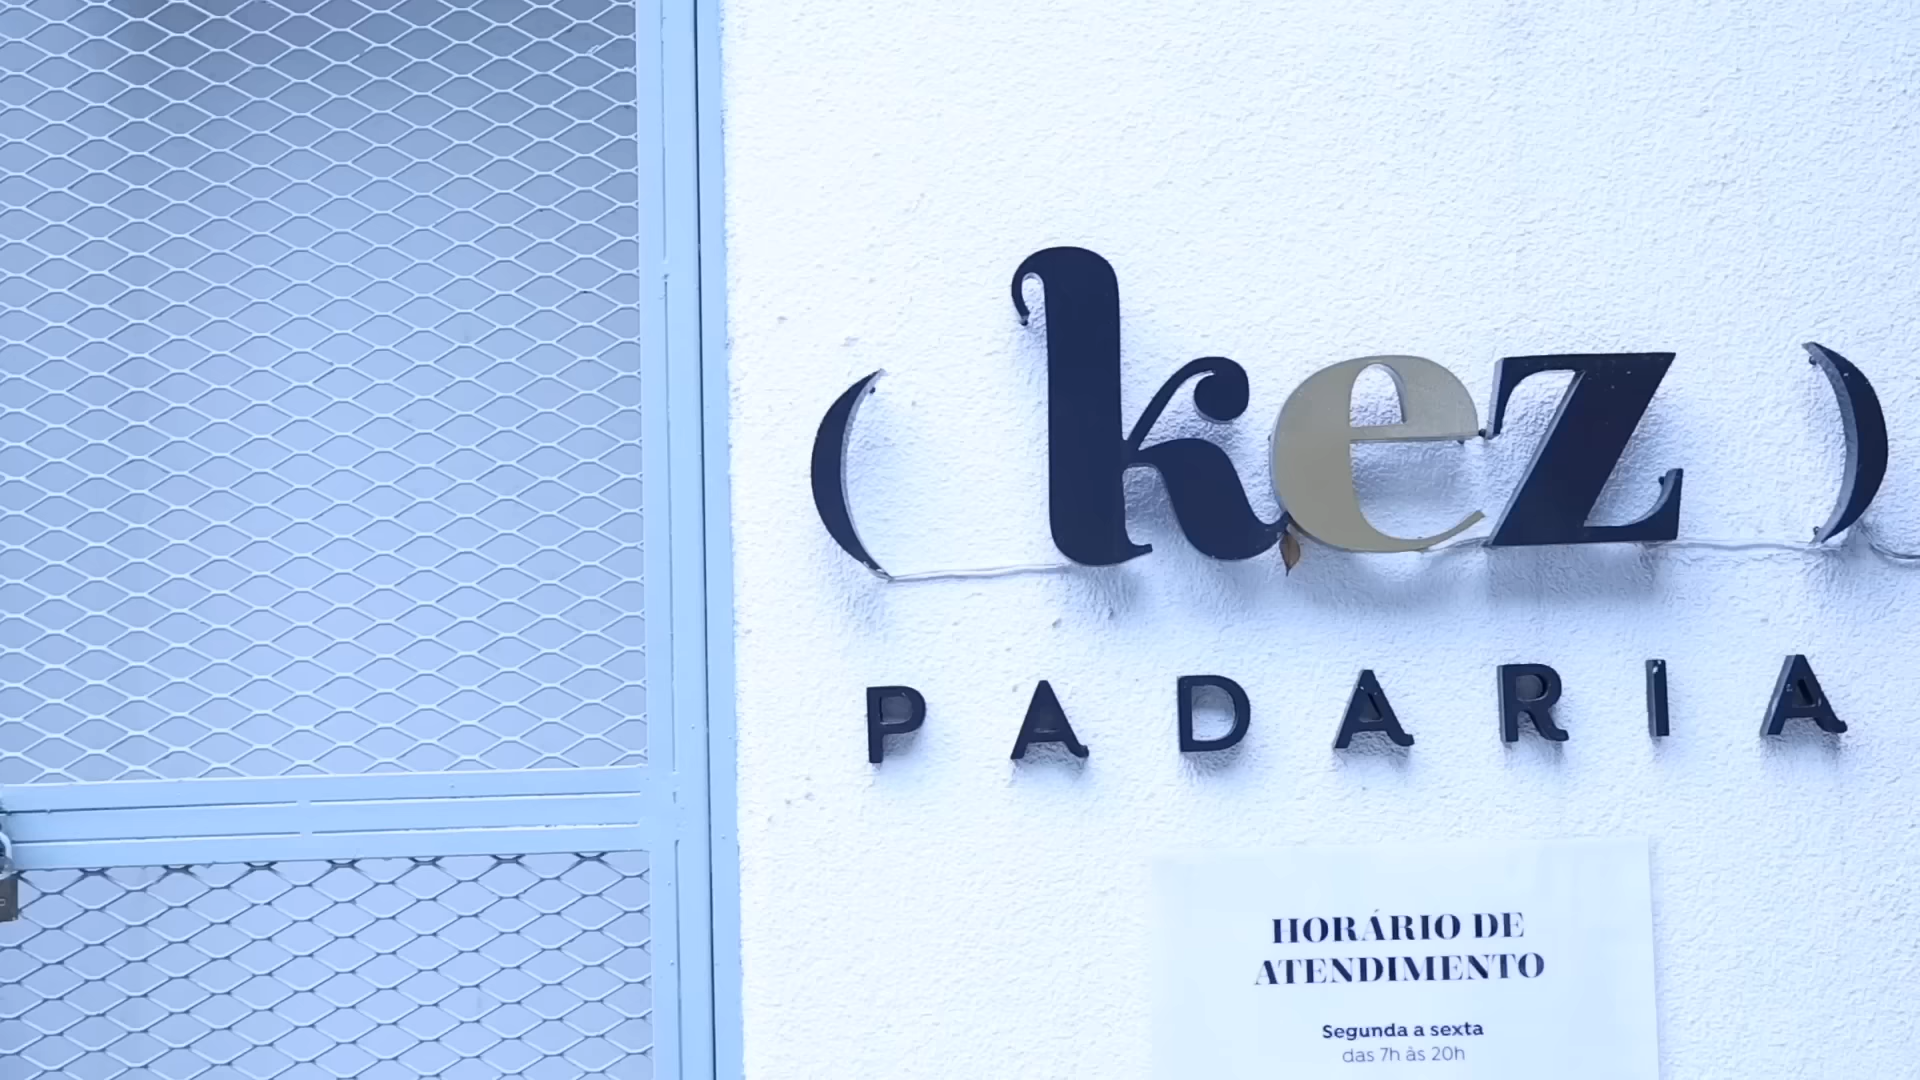 ( kez )
PADARIA
HORÁRIO DE
ATENDIMENTO
Segunda a sexta
das 7h às 20h